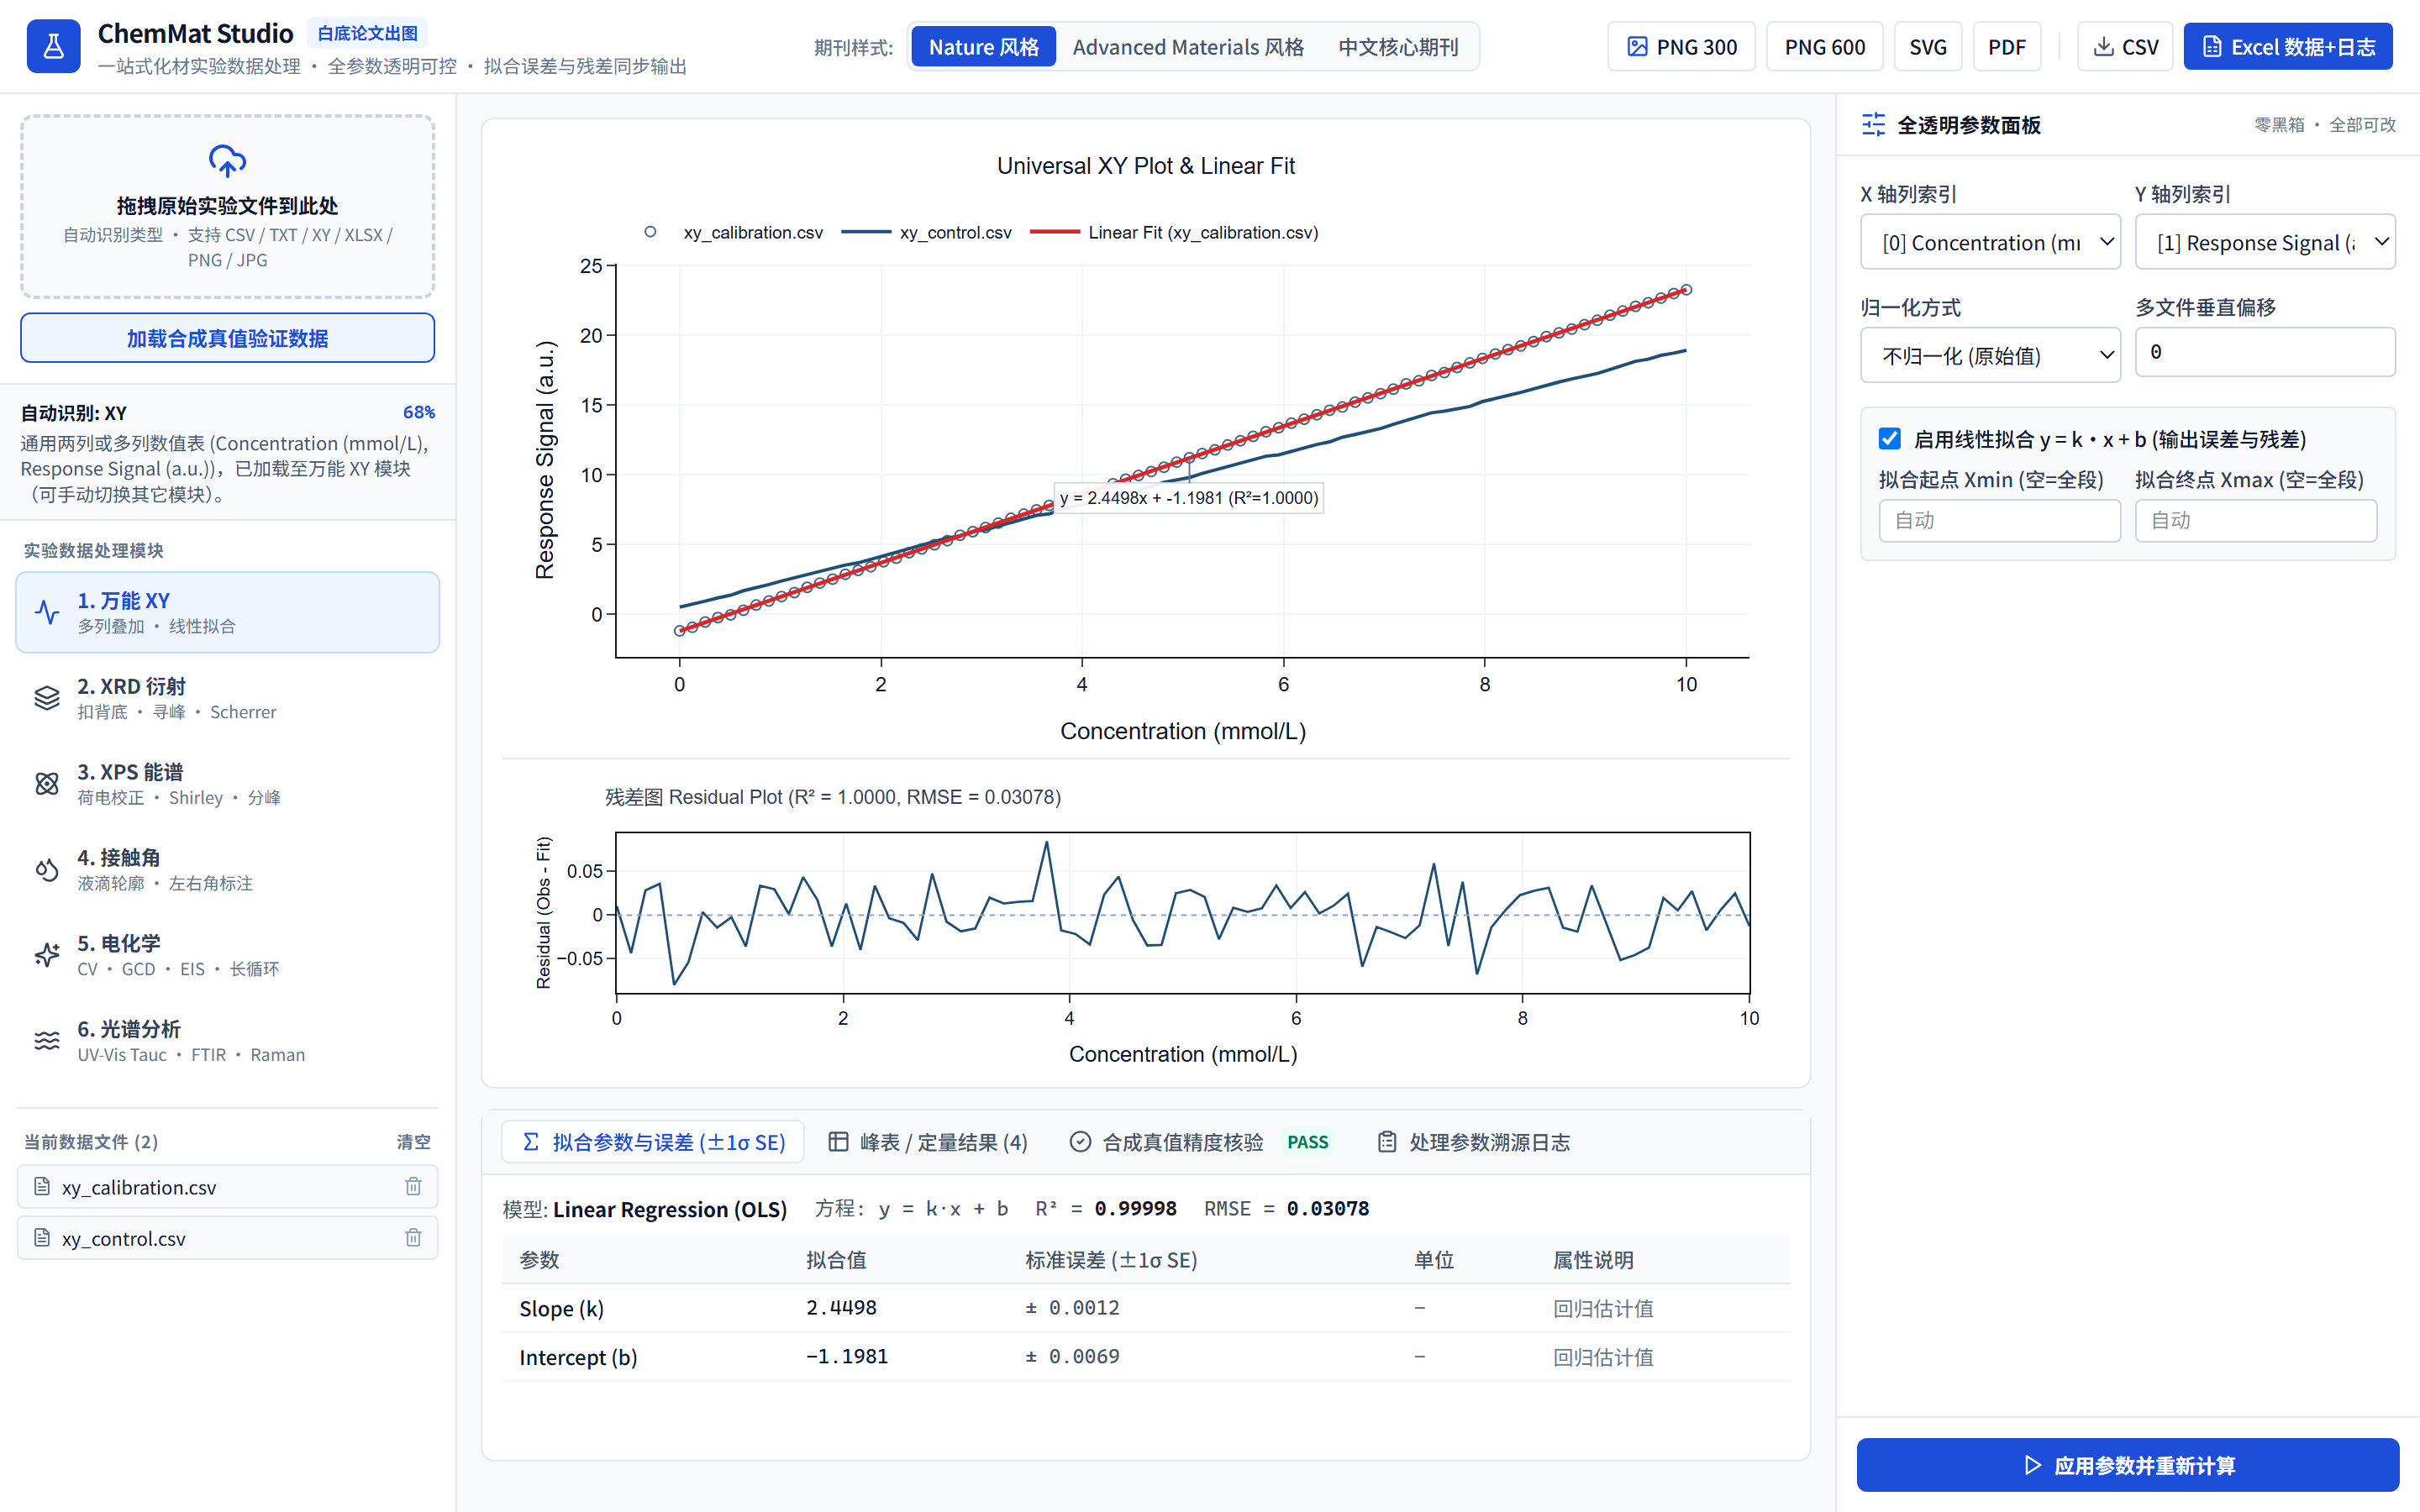 ChemMat Studio 白底论文出图
一站式化材实验数据处理 • 全参数透明可控 • 拟合误差与残差同步输出
期刊样式: Nature 风格 Advanced Materials 风格 中文核心期刊
PNG 300 PNG 600 SVG PDF CSV Excel 数据+日志
拖拽原始实验文件到此处
自动识别类型 • 支持 CSV / TXT / XY / XLSX /
PNG / JPG
加载合成真值验证数据
自动识别: XY 68%
通用两列或多列数值表 (Concentration (mmol/L),
Response Signal (a.u.))，已加载至万能 XY 模块
（可手动切换其它模块）。
实验数据处理模块
1. 万能 XY
多列叠加 • 线性拟合
2. XRD 衍射
扣背底 • 寻峰 • Scherrer
3. XPS 能谱
荷电校正 • Shirley • 分峰
4. 接触角
液滴轮廓 • 左右角标注
5. 电化学
CV • GCD • EIS • 长循环
6. 光谱分析
UV-Vis Tauc • FTIR • Raman
当前数据文件 (2) 清空
xy_calibration.csv
xy_control.csv
Universal XY Plot & Linear Fit
xy_calibration.csv xy_control.csv Linear Fit (xy_calibration.csv)
Response Signal (a.u.)
25
20
15
10
5
0
y = 2.4498x + -1.1981 (R²=1.0000)
0 2 4 6 8 10
Concentration (mmol/L)
残差图 Residual Plot (R² = 1.0000, RMSE = 0.03078)
Residual (Obs - Fit)
0.05
0
−0.05
0 2 4 6 8 10
Concentration (mmol/L)
拟合参数与误差 (±1σ SE) 峰表 / 定量结果 (4) 合成真值精度核验 PASS 处理参数溯源日志
模型: Linear Regression (OLS) 方程: y = k·x + b R² = 0.99998 RMSE = 0.03078
参数 拟合值 标准误差 (±1σ SE) 单位 属性说明
Slope (k) 2.4498 ± 0.0012 − 回归估计值
Intercept (b) −1.1981 ± 0.0069 − 回归估计值
全透明参数面板 零黑箱 • 全部可改
X 轴列索引 Y 轴列索引
[0] Concentration (m [1] Response Signal (
归一化方式 多文件垂直偏移
不归一化 (原始值) 0
启用线性拟合 y = k • x + b (输出误差与残差)
拟合起点 Xmin (空=全段) 拟合终点 Xmax (空=全段)
自动 自动
应用参数并重新计算